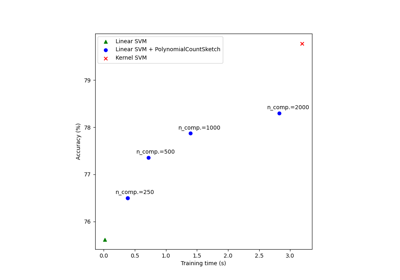 Linear SVM
Linear SVM + PolynomialCountSketch
Kernel SVM
79
n_comp.=2000
78
n_comp.=1000
n_comp.=500
77
n_comp.=250
76
Accuracy (%)
0.0 0.5 1.0 1.5 2.0 2.5 3.0
Training time (s)